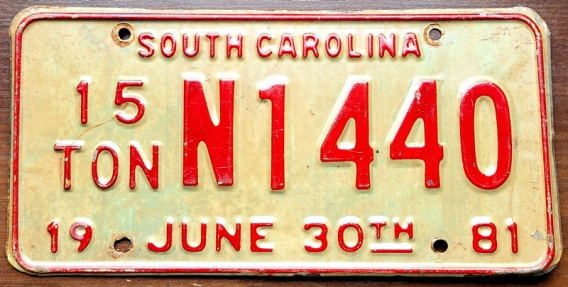 SOUTH CAROLINA
15 TON N1440
19 JUNE 30TH 81